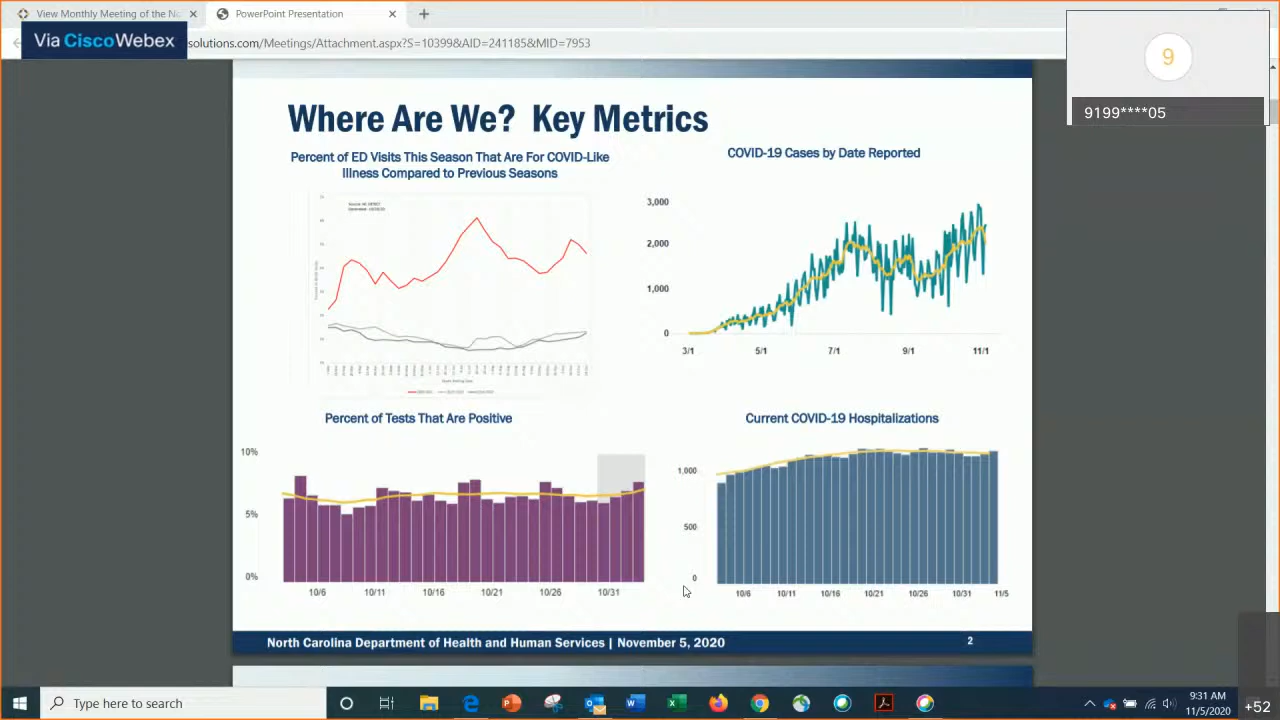 View Monthly Meeting of the No
PowerPoint Presentation
Via CiscoWebex
solutions.com/Meetings/Attachment.aspx?S=10399&AID=241185&MID=7953
9
9199****05
Where Are We? Key Metrics
Percent of ED Visits This Season That Are For COVID-Like
Illness Compared to Previous Seasons
COVID-19 Cases by Date Reported
3,000
2,000
1,000
0
3/1 5/1 7/1 9/1 11/1
Percent of Tests That Are Positive
10%
5%
0%
10/6 10/11 10/16 10/21 10/26 10/31
Current COVID-19 Hospitalizations
1,000
500
0
10/6 10/11 10/16 10/21 10/26 10/31 11/5
North Carolina Department of Health and Human Services | November 5, 2020
2
Type here to search
9:31 AM
11/5/2020
+52